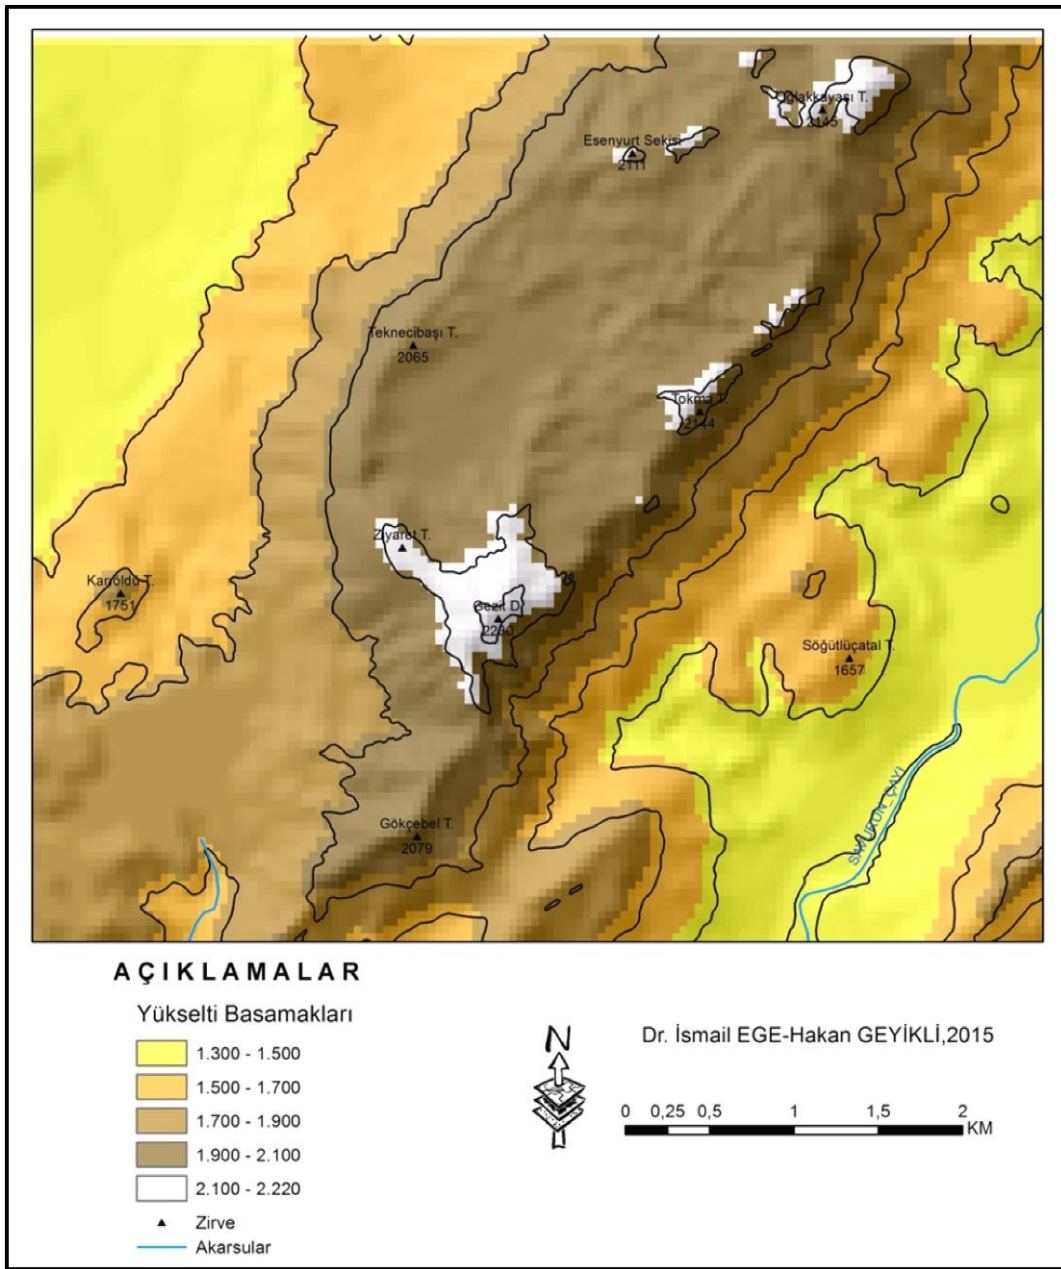 Oğlakkayası T.
2145
Esenyurt Sekisi
2111
Teknecibaşı T.
2065
Tokma T.
2144
Ziyaret T.
Karıöldü T.
1751
Gezit D.
Söğütlüçatal T.
1657
Gökçebel T.
2079
AÇIKLAMALAR
Yükselti Basamakları
1.300 - 1.500
1.500 - 1.700
1.700 - 1.900
1.900 - 2.100
2.100 - 2.220
Zirve
Akarsular
N
Dr. İsmail EGE-Hakan GEYİKLİ,2015
0 0,25 0,5 1 1,5 2
KM